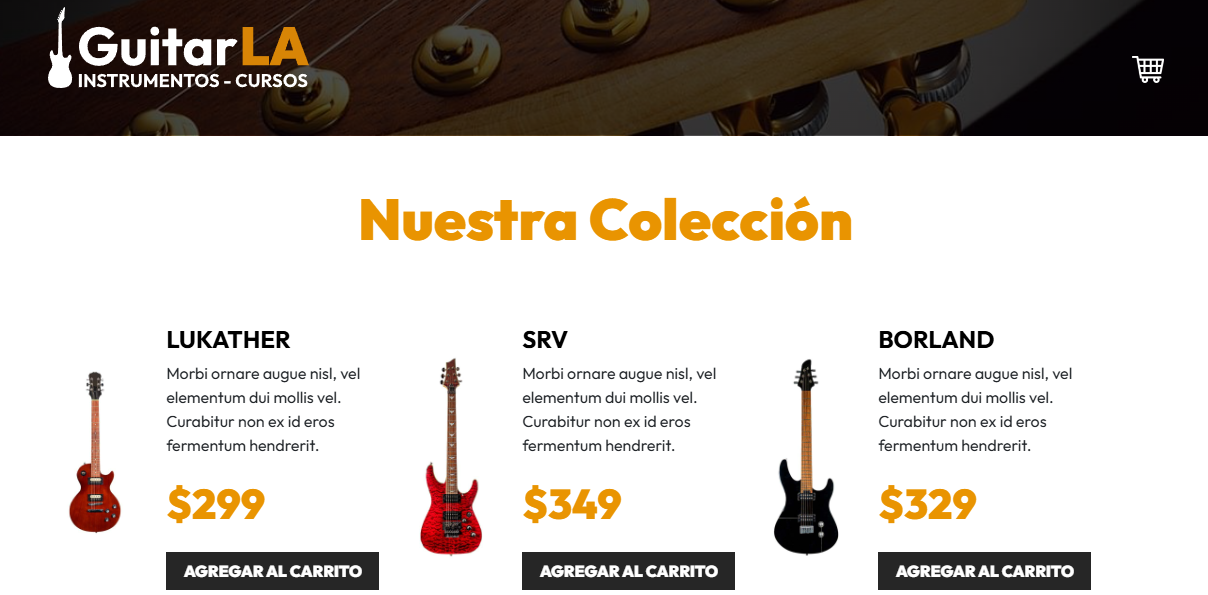 GuitarLA
INSTRUMENTOS - CURSOS
Nuestra Colección
LUKATHER
Morbi ornare augue nisl, vel
elementum dui mollis vel.
Curabitur non ex id eros
fermentum hendrerit.
$299
AGREGAR AL CARRITO
SRV
Morbi ornare augue nisl, vel
elementum dui mollis vel.
Curabitur non ex id eros
fermentum hendrerit.
$349
AGREGAR AL CARRITO
BORLAND
Morbi ornare augue nisl, vel
elementum dui mollis vel.
Curabitur non ex id eros
fermentum hendrerit.
$329
AGREGAR AL CARRITO